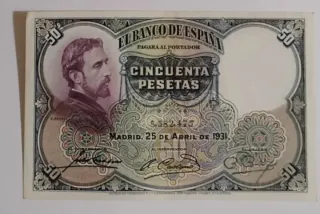 50 50
EL BANCO DE ESPAÑA
PAGARÁ AL PORTADOR
CINCUENTA
PESETAS
MADRID, 25 DE ABRIL DE 1931
50 50